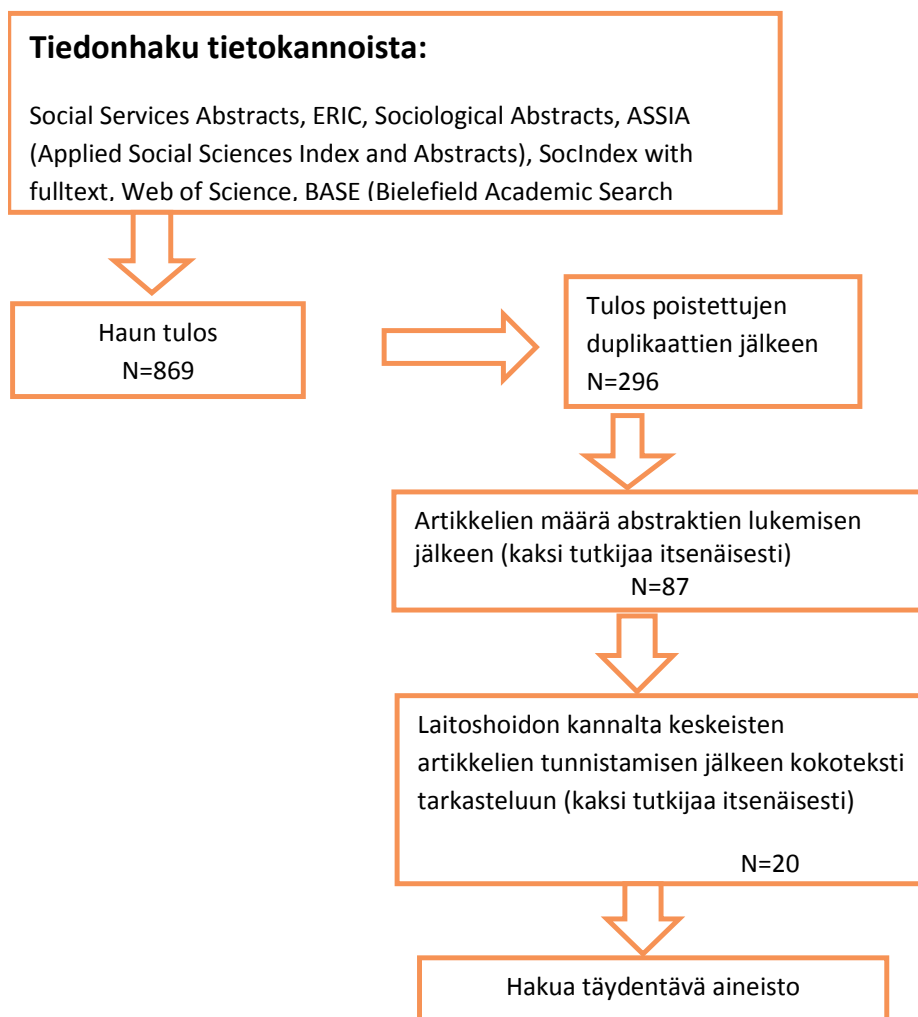 Tiedonhaku tietokannoista:
Social Services Abstracts, ERIC, Sociological Abstracts, ASSIA
(Applied Social Sciences Index and Abstracts), SocIndex with
fulltext, Web of Science, BASE (Bielefield Academic Search
Haun tulos
N=869
Tulos poistettujen
duplikaattien jälkeen
N=296
Artikkelien määrä abstraktien lukemisen
jälkeen (kaksi tutkijaa itsenäisesti)
N=87
Laitoshoidon kannalta keskeisten
artikkelien tunnistamisen jälkeen kokoteksti
tarkasteluun (kaksi tutkijaa itsenäisesti)
N=20
Hakua täydentävä aineisto